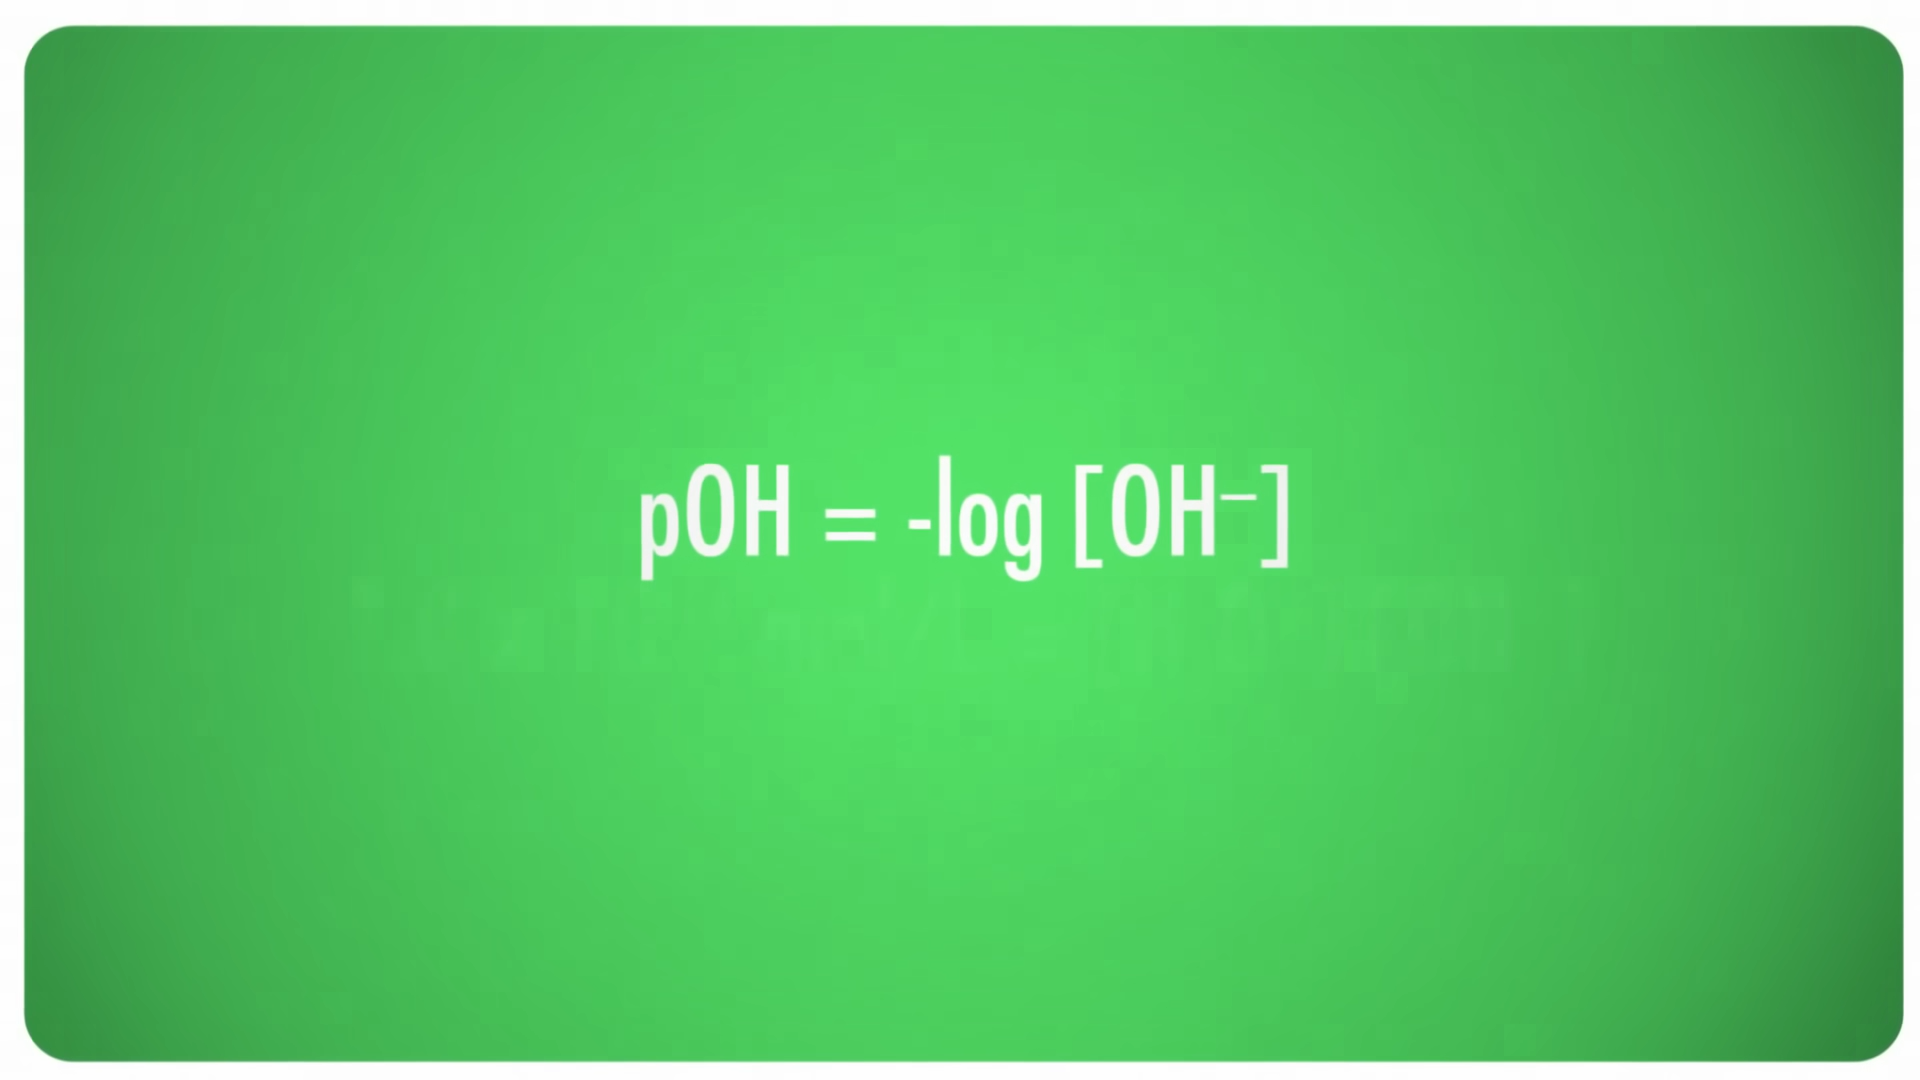 pOH = -log [OH⁻]